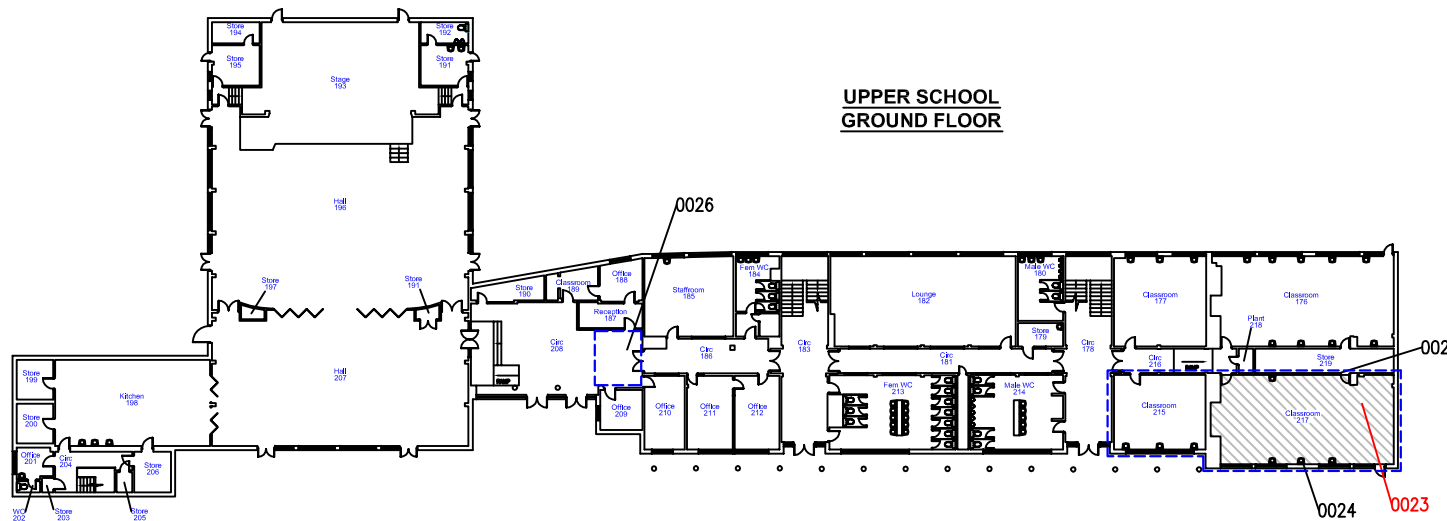 UPPER SCHOOL
GROUND FLOOR
Store
194
Store
192
Store
195
Store
191
Stage
193
Hall
196
Store
197
Store
191
0026
Store
190
Classroom
189
Office
188
Reception
187
Staffroom
185
Fem WC
184
Circ
208
Circ
186
Circ
183
Lounge
182
Male WC
180
Store
179
Circ
181
Circ
178
Classroom
177
Classroom
176
Plant
218
Circ
216
Store
219
002
Store
199
Store
200
Kitchen
198
Hall
207
Office
209
Office
210
Office
211
Office
212
Fem WC
213
Male WC
214
Classroom
215
Classroom
217
Office
201
Circ
204
Store
206
WC
202
Store
203
Store
205
0024
0023